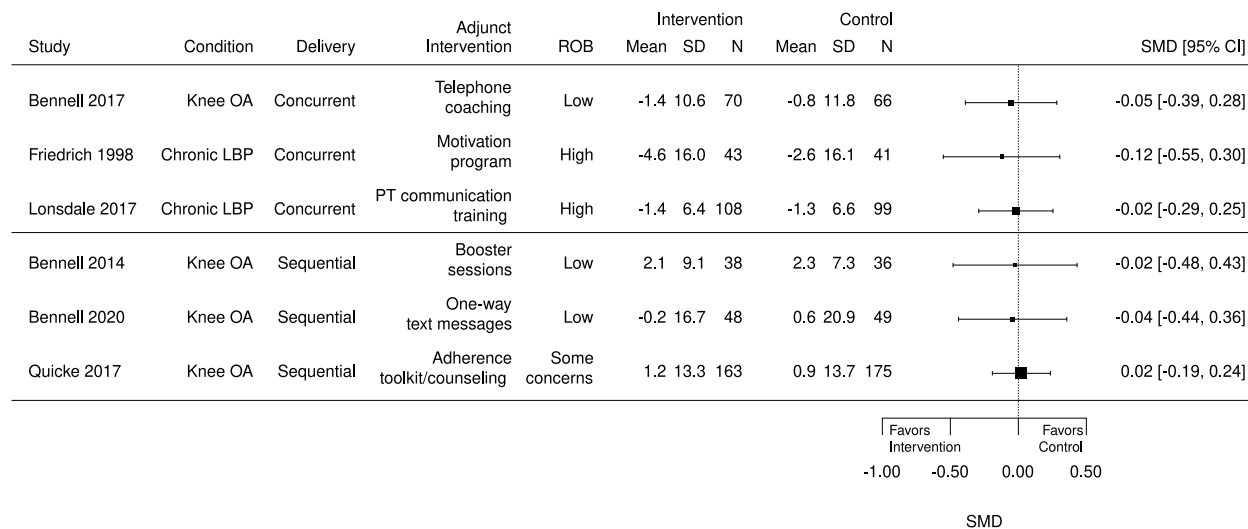 Intervention Control
Study Condition Delivery Adjunct Intervention ROB Mean SD N Mean SD N SMD [95% CI]
Telephone
Bennell 2017 Knee OA Concurrent coaching Low -1.4 10.6 70 -0.8 11.8 66 -0.05 [-0.39, 0.28]
Motivation
Friedrich 1998 Chronic LBP Concurrent program High -4.6 16.0 43 -2.6 16.1 41 -0.12 [-0.55, 0.30]
PT communication
Lonsdale 2017 Chronic LBP Concurrent training High -1.4 6.4 108 -1.3 6.6 99 -0.02 [-0.29, 0.25]
Booster
Bennell 2014 Knee OA Sequential sessions Low 2.1 9.1 38 2.3 7.3 36 -0.02 [-0.48, 0.43]
One-way
Bennell 2020 Knee OA Sequential text messages Low -0.2 16.7 48 0.6 20.9 49 -0.04 [-0.44, 0.36]
Adherence Some
Quicke 2017 Knee OA Sequential toolkit/counseling concerns 1.2 13.3 163 0.9 13.7 175 0.02 [-0.19, 0.24]
Favors Favors
Intervention Control
-1.00 -0.50 0.00 0.50
SMD